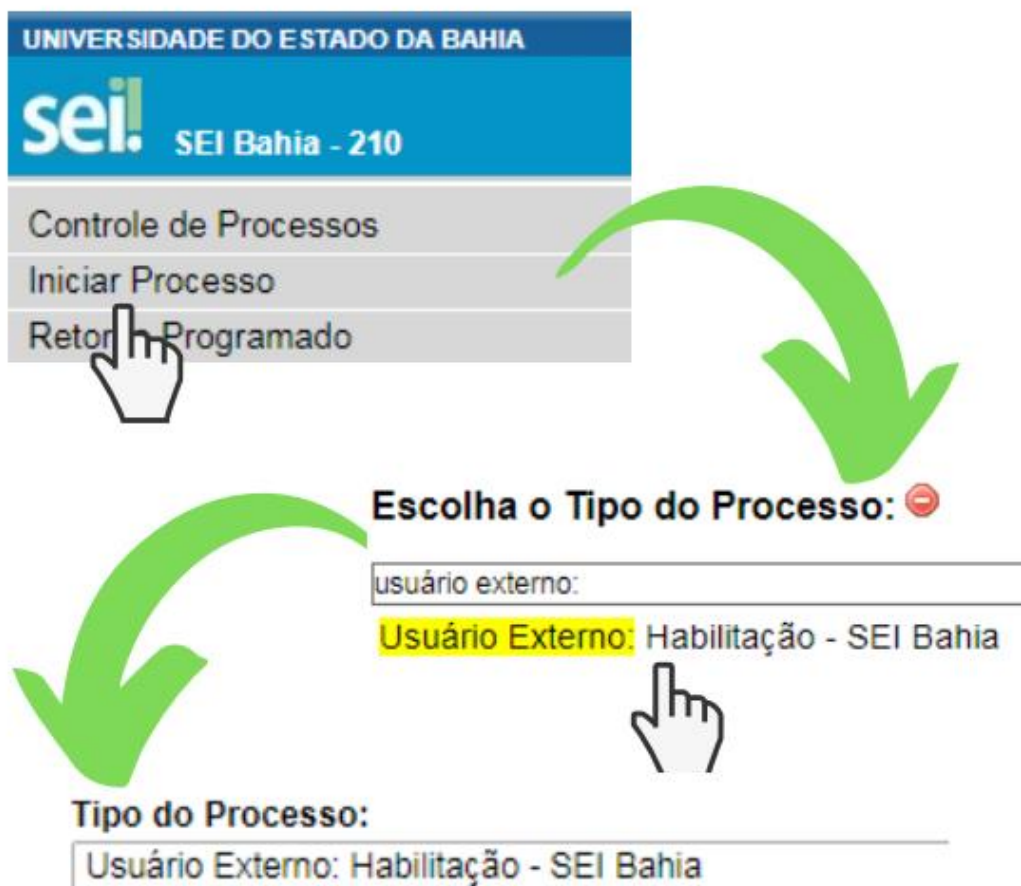 UNIVERSIDADE DO ESTADO DA BAHIA
sei!
SEI Bahia - 210
Controle de Processos
Iniciar Processo
Programado
Escolha o Tipo do Processo:
usuário externo:
Usuário Externo: Habilitação - SEI Bahia
Tipo do Processo:
Usuário Externo: Habilitação - SEI Bahia